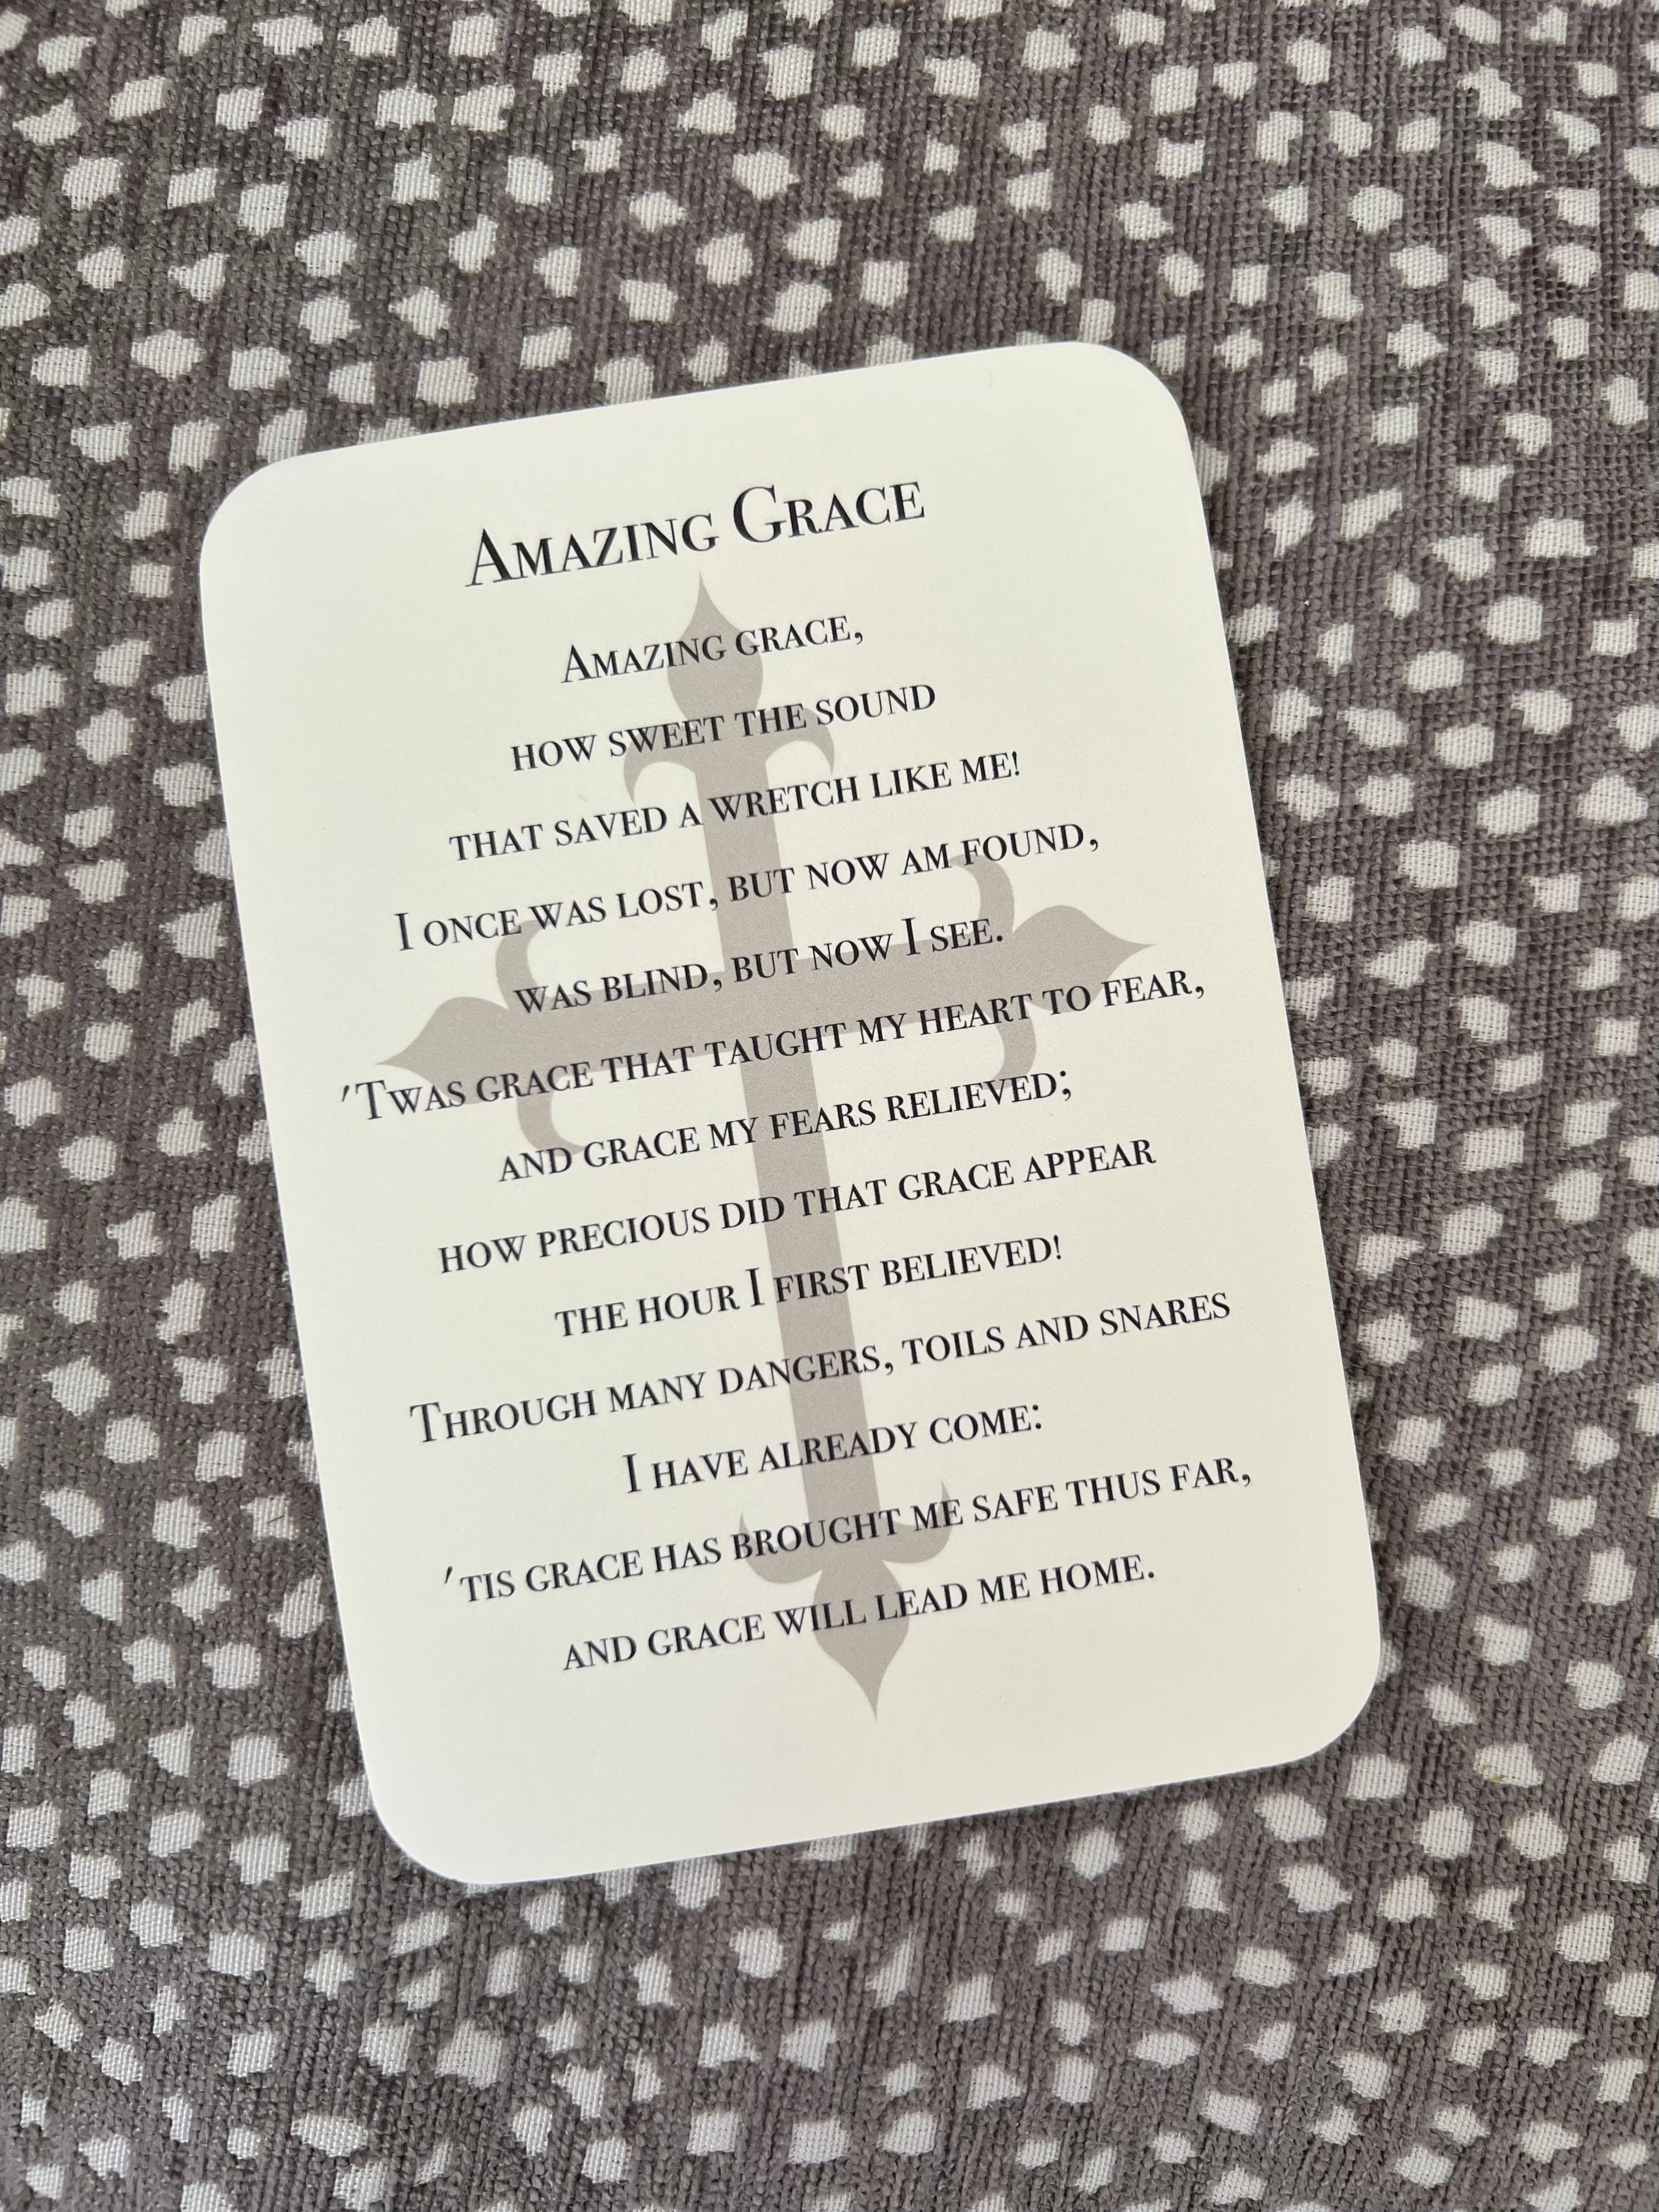 Amazing Grace
Amazing grace,
how sweet the sound
that saved a wretch like me!
I once was lost, but now am found,
was blind, but now I see.
'Twas grace that taught my heart to fear,
and grace my fears relieved;
how precious did that grace appear
the hour I first believed!
Through many dangers, toils and snares
I have already come:
'tis grace has brought me safe thus far,
and grace will lead me home.